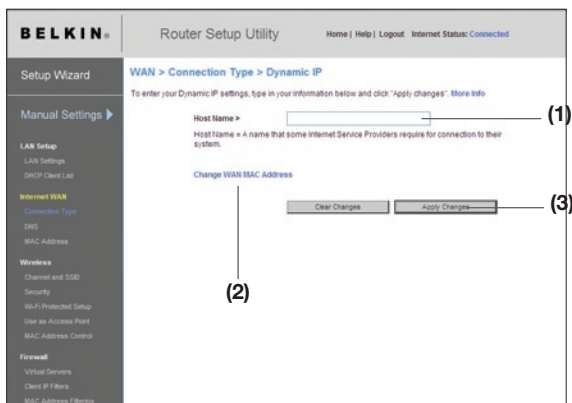 BELKIN®
Router Setup Utility
Home | Help | Logout Internet Status: Connected
Setup Wizard
Manual Settings
LAN Setup
LAN Settings
DHCP Client List
Internet WAN
Connection Type
DNS
MAC Address
Wireless
Channel and SSID
Security
Wi-Fi Protected Setup
Use as Access Point
MAC Address Control
Firewall
Virtual Servers
Client IP Filters
MAC Address Filtering
WAN > Connection Type > Dynamic IP
To enter your Dynamic IP settings, type in your information below and click "Apply changes". More Info
Host Name >
(1)
Host Name = A name that some Internet Service Providers require for connection to their
system.
Change WAN MAC Address
Clear Changes
Apply Changes
(3)
(2)